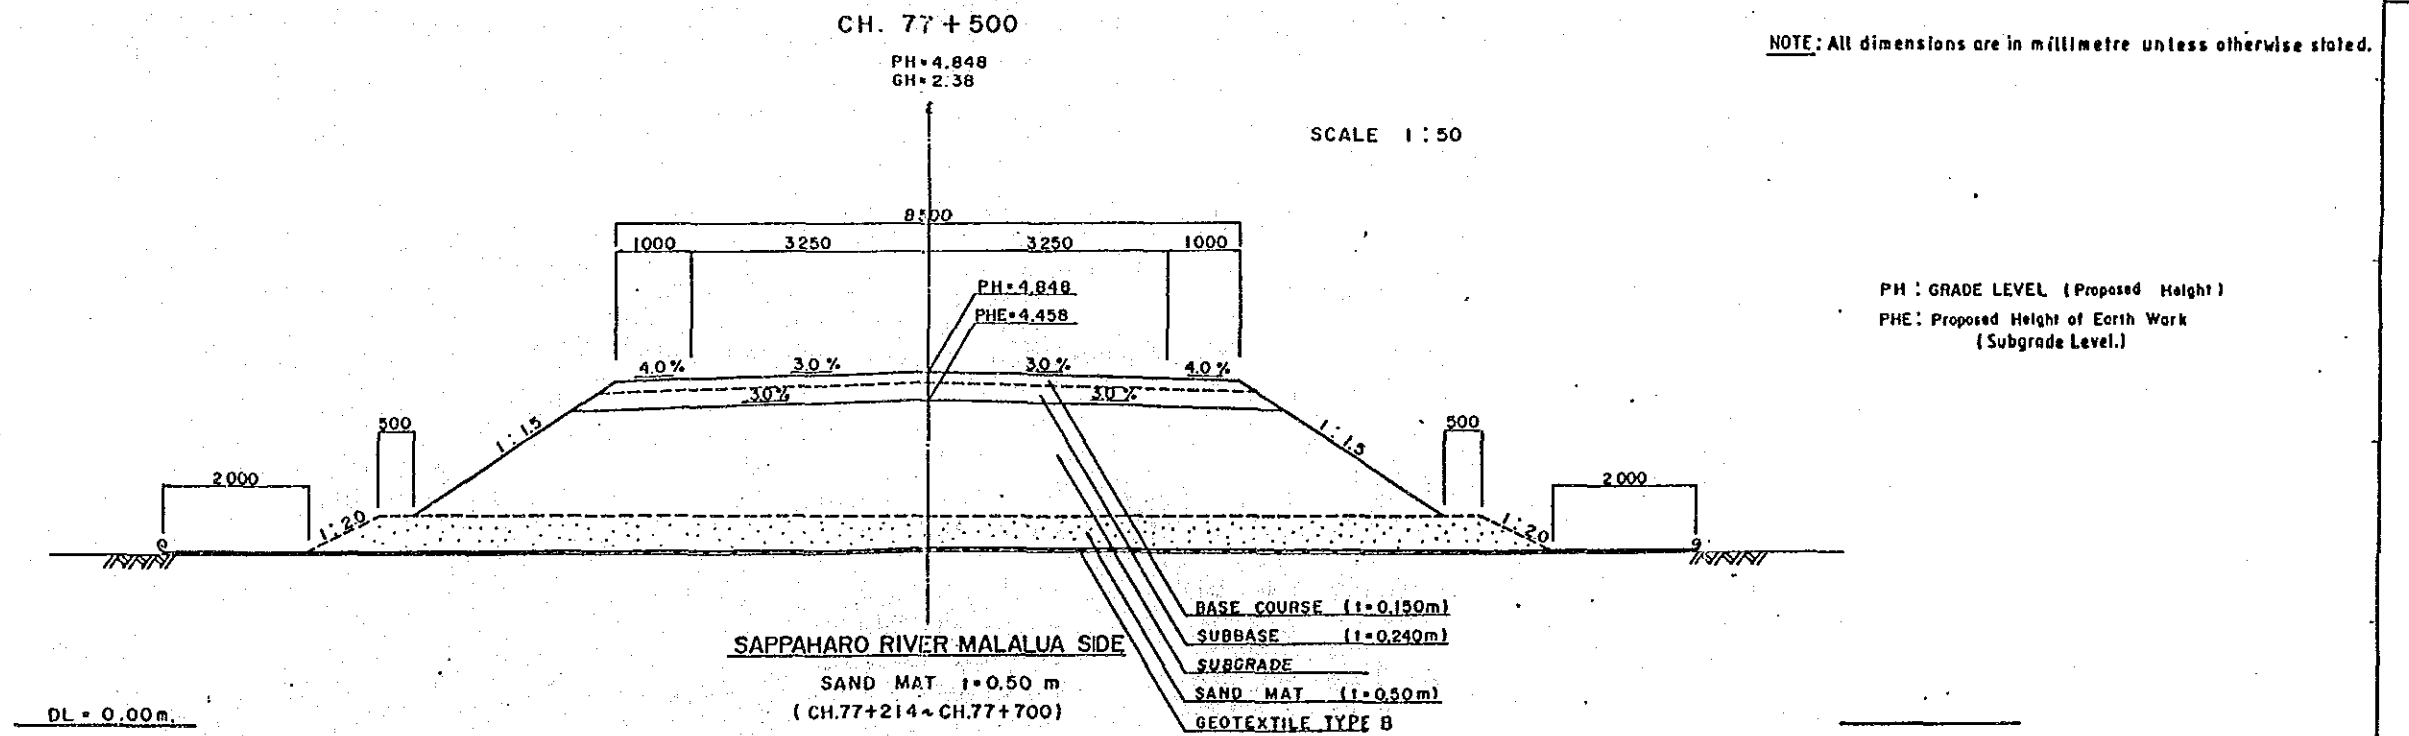 CH. 77+500
PH=4.848
GH=2.38
NOTE: All dimensions are in millimetre unless otherwise stated.
SCALE 1:50
8500
1000 3250 3250 1000
PH=4.848
PHE=4.458
PH : GRADE LEVEL (Proposed Height)
PHE: Proposed Height of Earth Work
(Subgrade Level.)
4.0% 3.0% 3.0% 4.0%
3.0% 3.0%
500 1:1.5 1:1.5 500
2000 2000
1:2.0 1:2.0
BASE COURSE (t=0.150m)
SUBBASE (t=0.240m)
SUBGRADE
SAND MAT (t=0.50m)
GEOTEXTILE TYPE B
SAPPAHARO RIVER MALALUA SIDE
SAND MAT t=0.50 m
(CH.77+214~CH.77+700)
DL = 0.00m.